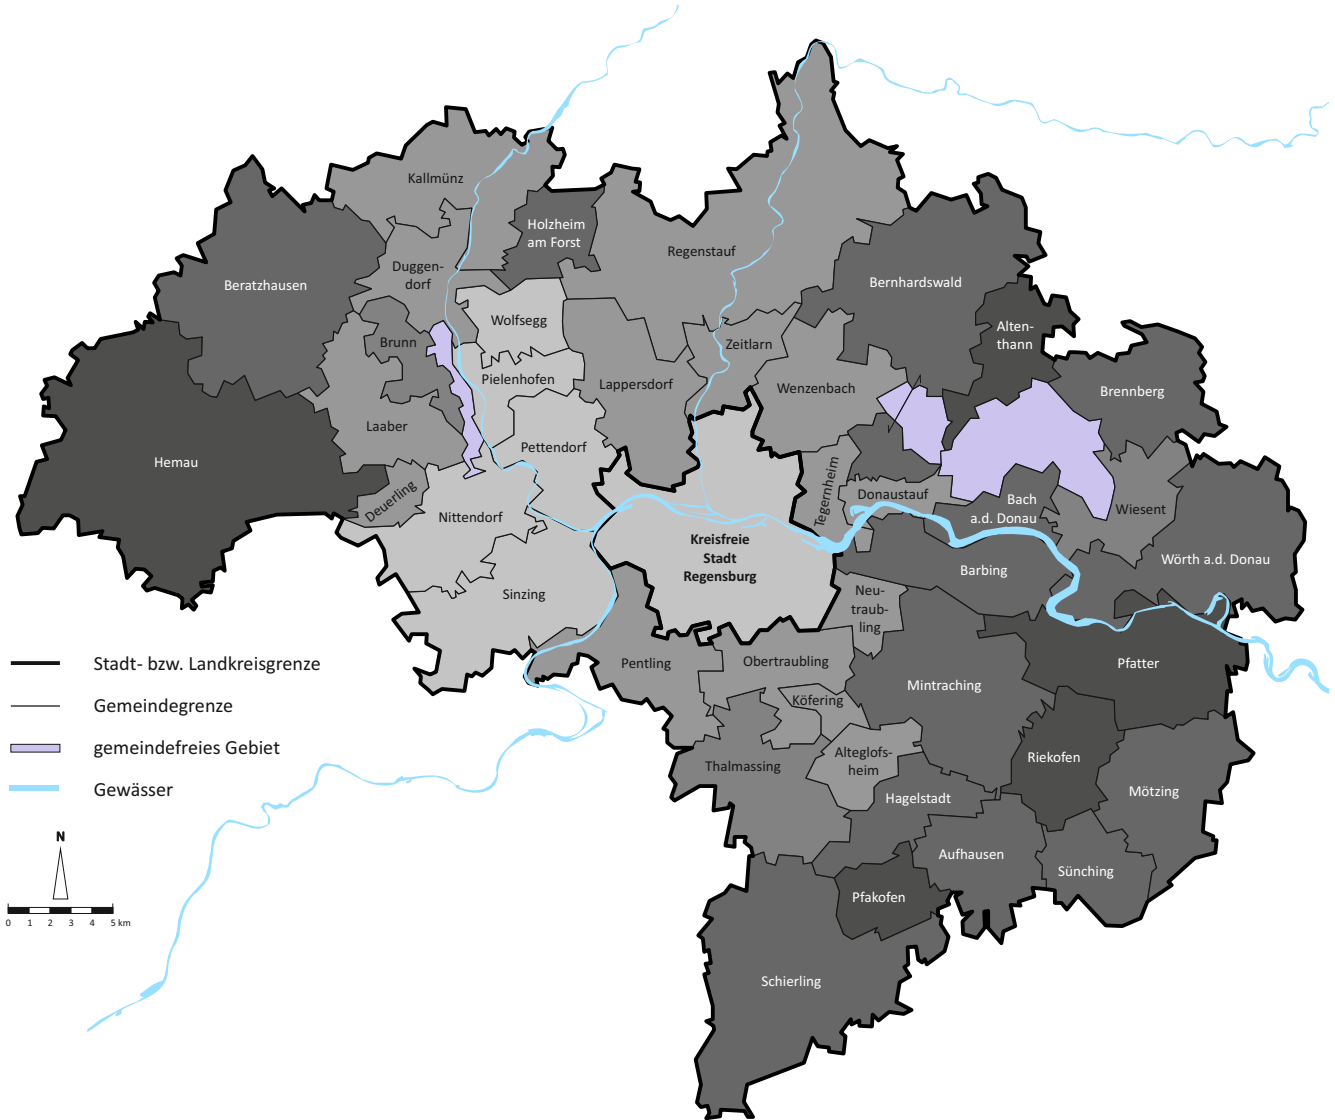 Kallmünz
Holzheim
am Forst
Regenstauf
Duggen-
dorf
Beratzhausen
Bernhardswald
Wolfsegg
Alten-
thann
Brunn
Zeitlarn
Pielenhofen
Lappersdorf
Wenzenbach
Brennberg
Laaber
Pettendorf
Hemau
Deuerling
Nittendorf
Tegernheim
Donaustauf
Bach
a.d. Donau
Wiesent
Kreisfreie
Stadt
Regensburg
Barbing
Wörth a.d. Donau
Sinzing
Neu-
traub-
ling
Pentling
Obertraubling
Mintraching
Pfatter
Köfering
Alteglofs-
heim
Thalmassing
Riekofen
Mötzing
Hagelstadt
Aufhausen
Sünching
Pfakofen
Schierling
Stadt- bzw. Landkreisgrenze
Gemeindegrenze
gemeindefreies Gebiet
Gewässer
N
0 1 2 3 4 5 km